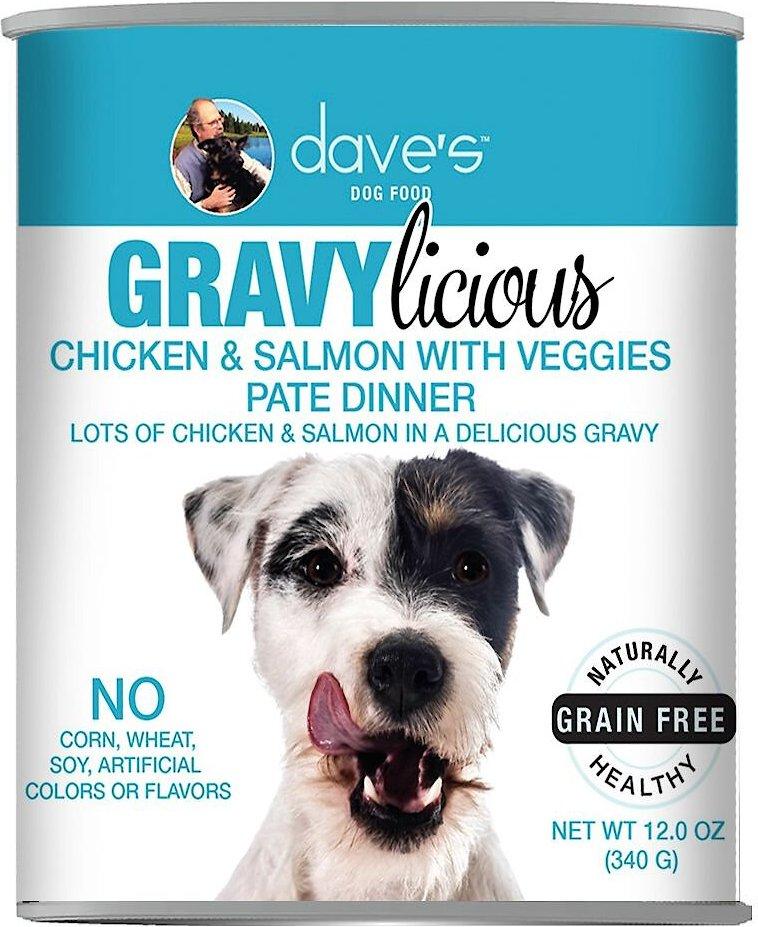 dave's™
DOG FOOD
GRAVYlicious
CHICKEN & SALMON WITH VEGGIES
PATE DINNER
LOTS OF CHICKEN & SALMON IN A DELICIOUS GRAVY
NO
CORN, WHEAT,
SOY, ARTIFICIAL
COLORS OR FLAVORS
NATURALLY
GRAIN FREE
HEALTHY
NET WT 12.0 OZ
(340 G)